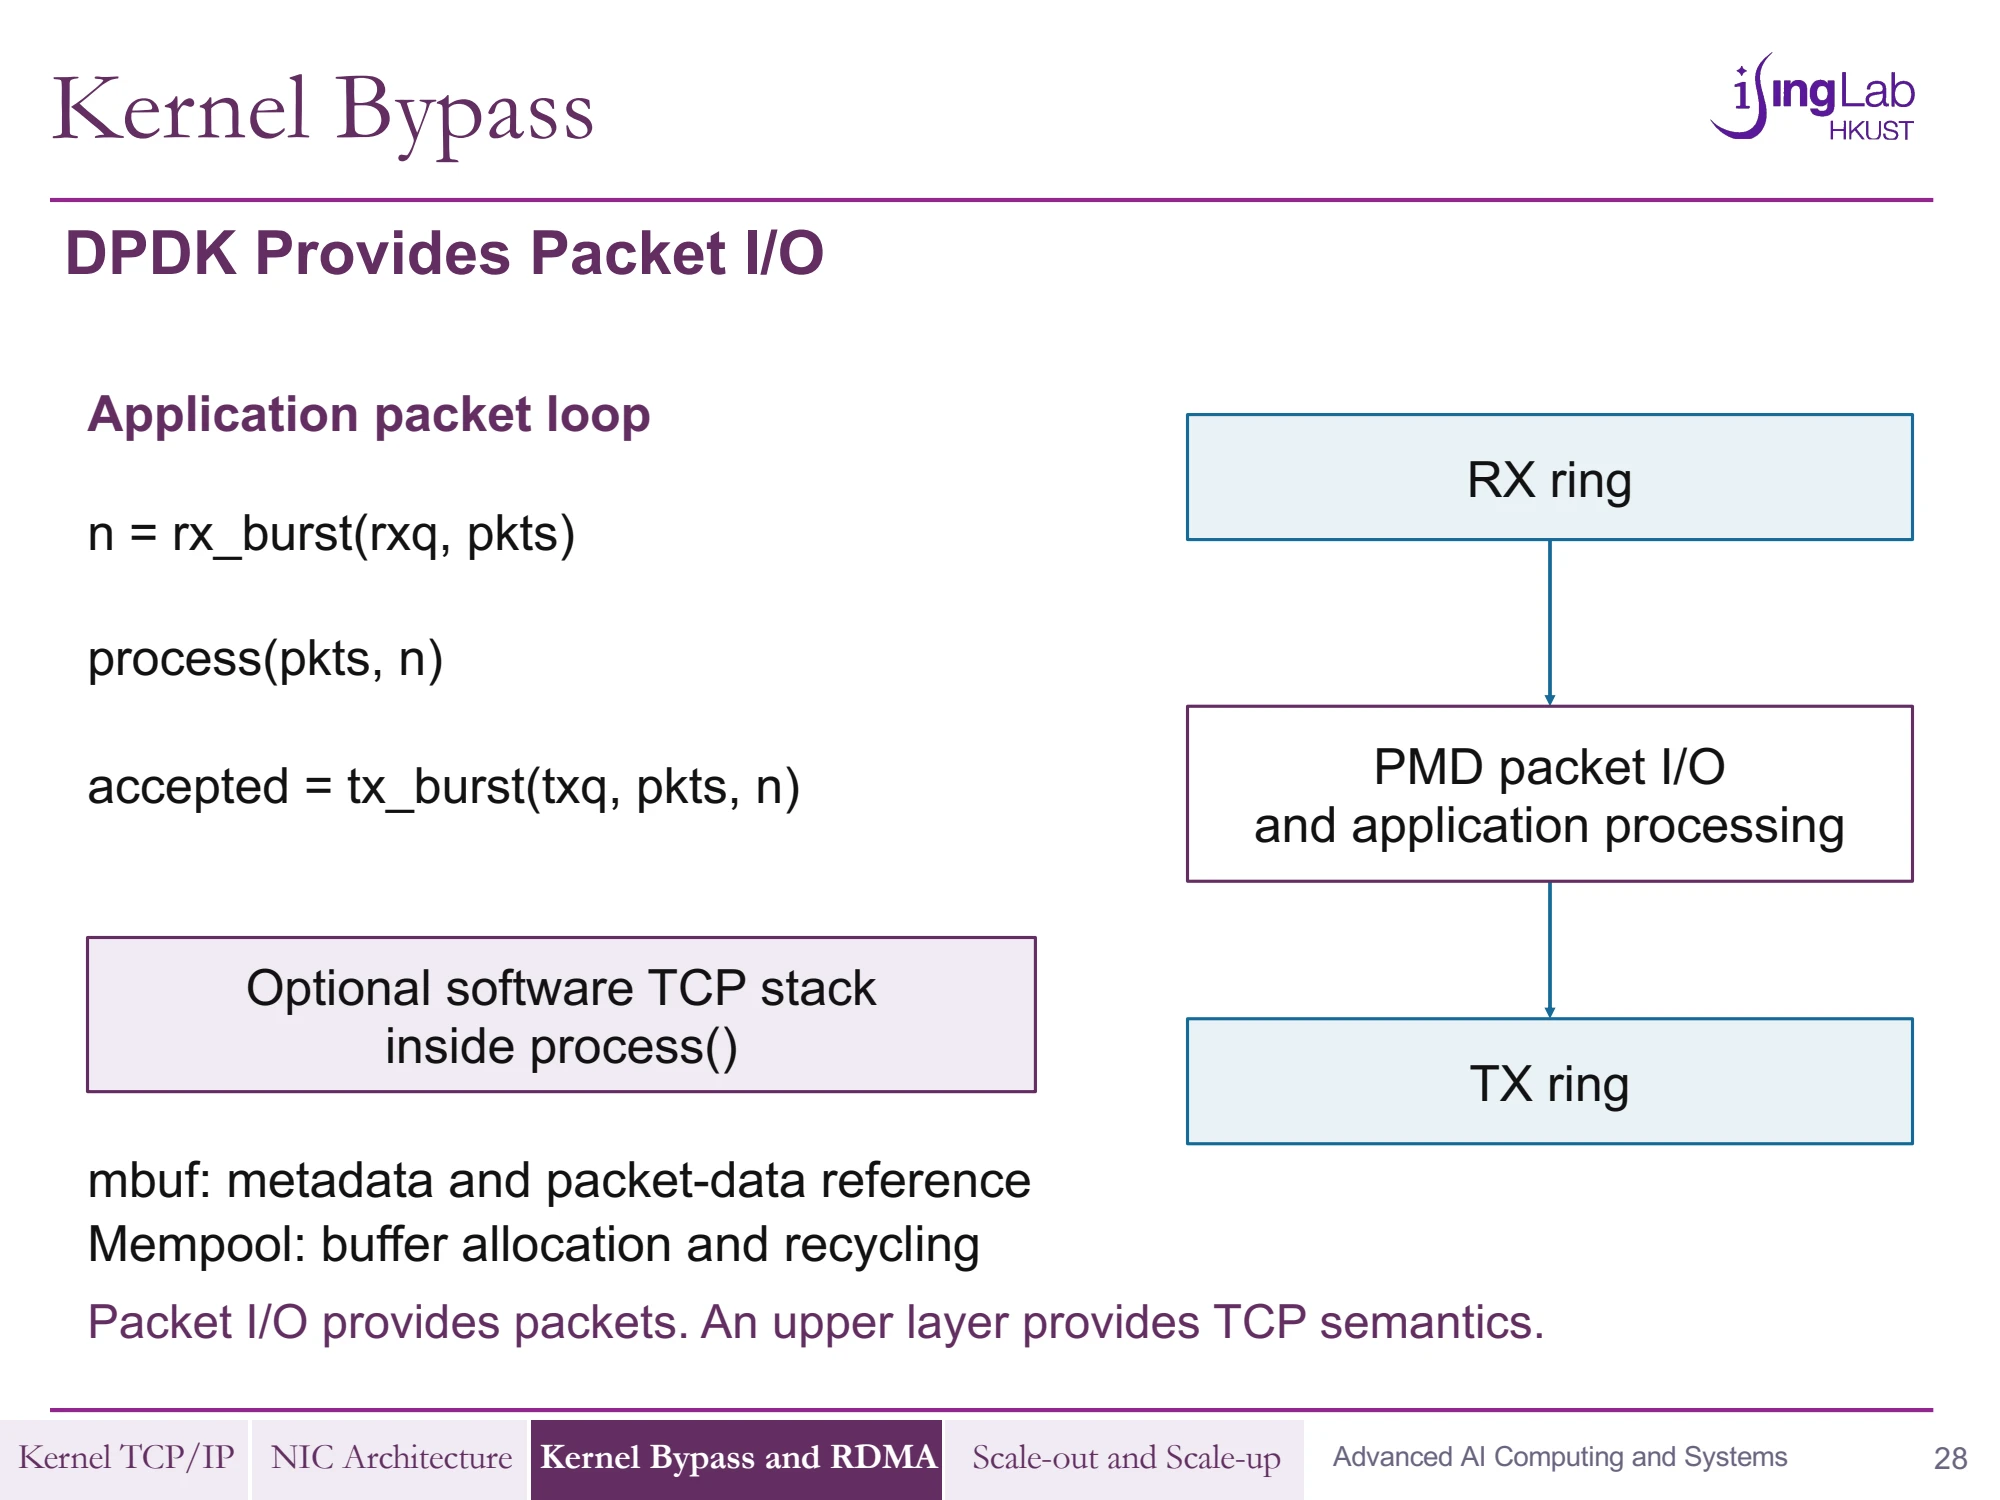 Kernel Bypass
isingLab
HKUST
DPDK Provides Packet I/O
Application packet loop
n = rx_burst(rxq, pkts)
process(pkts, n)
accepted = tx_burst(txq, pkts, n)
Optional software TCP stack
inside process()
mbuf: metadata and packet-data reference
Mempool: buffer allocation and recycling
Packet I/O provides packets. An upper layer provides TCP semantics.
RX ring
PMD packet I/O
and application processing
TX ring
Kernel TCP/IP
NIC Architecture
Kernel Bypass and RDMA
Scale-out and Scale-up
Advanced AI Computing and Systems
28